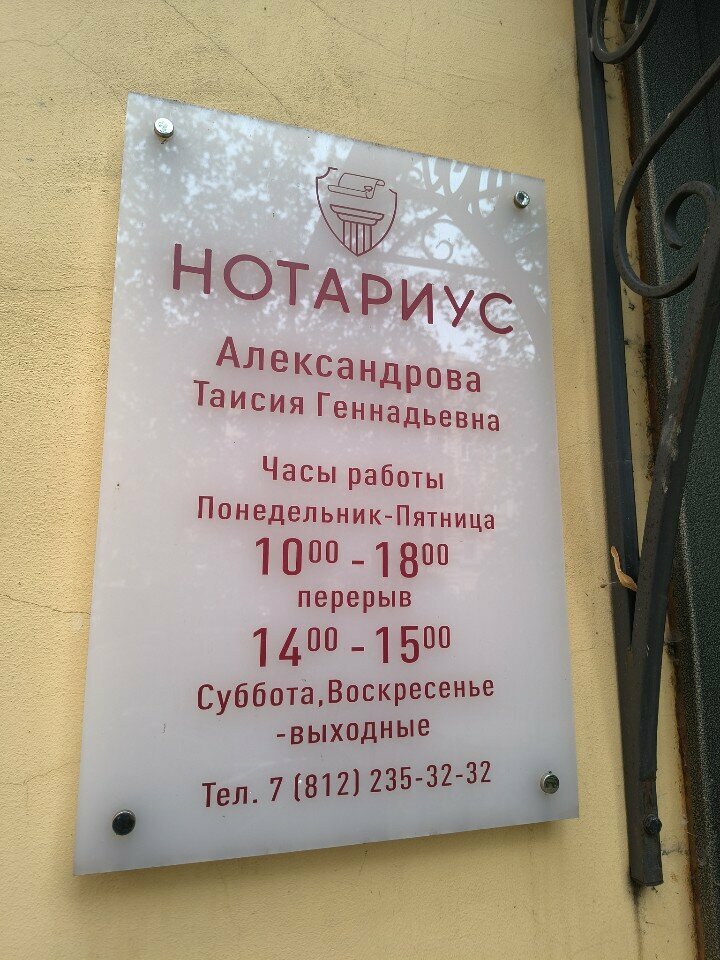 НОТАРИУС
Александрова
Таисия Геннадьевна
Часы работы
Понедельник-Пятница
10⁰⁰ - 18⁰⁰
перерыв
14⁰⁰ - 15⁰⁰
Суббота,Воскресенье
-выходные
Тел. 7 (812) 235-32-32